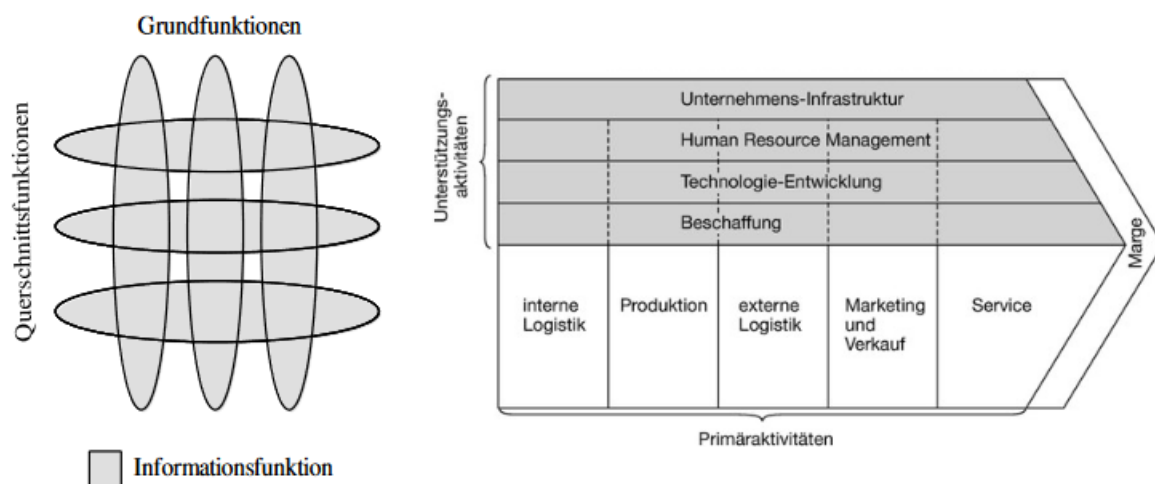 Grundfunktionen
Querschnittsfunktionen
Informationsfunktion
Unterstützungs-
aktivitäten
Unternehmens-Infrastruktur
Human Resource Management
Technologie-Entwicklung
Beschaffung
interne
Logistik
Produktion
externe
Logistik
Marketing
und
Verkauf
Service
Marge
Primäraktivitäten